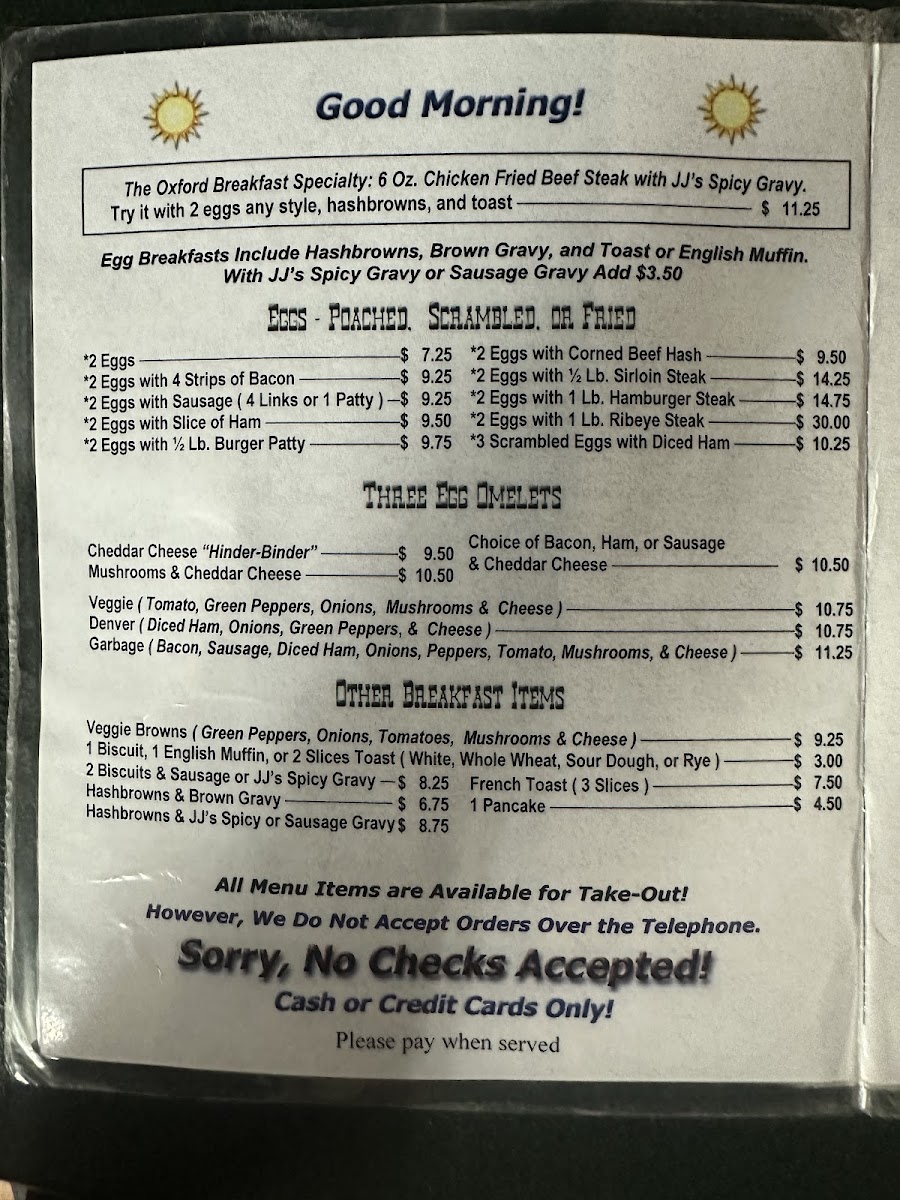 Good Morning!
The Oxford Breakfast Specialty: 6 Oz. Chicken Fried Beef Steak with JJ's Spicy Gravy.
Try it with 2 eggs any style, hashbrowns, and toast $ 11.25
Egg Breakfasts Include Hashbrowns, Brown Gravy, and Toast or English Muffin.
With JJ's Spicy Gravy or Sausage Gravy Add $3.50
Eggs - Poached, Scrambled, or Fried
*2 Eggs $ 7.25
*2 Eggs with 4 Strips of Bacon $ 9.25
*2 Eggs with Sausage ( 4 Links or 1 Patty ) $ 9.25
*2 Eggs with Slice of Ham $ 9.50
*2 Eggs with ½ Lb. Burger Patty $ 9.75
*2 Eggs with Corned Beef Hash $ 9.50
*2 Eggs with ½ Lb. Sirloin Steak $ 14.25
*2 Eggs with 1 Lb. Hamburger Steak $ 14.75
*2 Eggs with 1 Lb. Ribeye Steak $ 30.00
*3 Scrambled Eggs with Diced Ham $ 10.25
Three Egg Omelets
Cheddar Cheese "Hinder-Binder" $ 9.50
Mushrooms & Cheddar Cheese $ 10.50
Choice of Bacon, Ham, or Sausage
& Cheddar Cheese $ 10.50
Veggie ( Tomato, Green Peppers, Onions, Mushrooms & Cheese ) $ 10.75
Denver ( Diced Ham, Onions, Green Peppers, & Cheese ) $ 10.75
Garbage ( Bacon, Sausage, Diced Ham, Onions, Peppers, Tomato, Mushrooms, & Cheese ) $ 11.25
Other Breakfast Items
Veggie Browns ( Green Peppers, Onions, Tomatoes, Mushrooms & Cheese ) $ 9.25
1 Biscuit, 1 English Muffin, or 2 Slices Toast ( White, Whole Wheat, Sour Dough, or Rye ) $ 3.00
2 Biscuits & Sausage or JJ's Spicy Gravy $ 8.25
Hashbrowns & Brown Gravy $ 6.75
Hashbrowns & JJ's Spicy or Sausage Gravy $ 8.75
French Toast ( 3 Slices ) $ 7.50
1 Pancake $ 4.50
All Menu Items are Available for Take-Out!
However, We Do Not Accept Orders Over the Telephone.
Sorry, No Checks Accepted!
Cash or Credit Cards Only!
Please pay when served